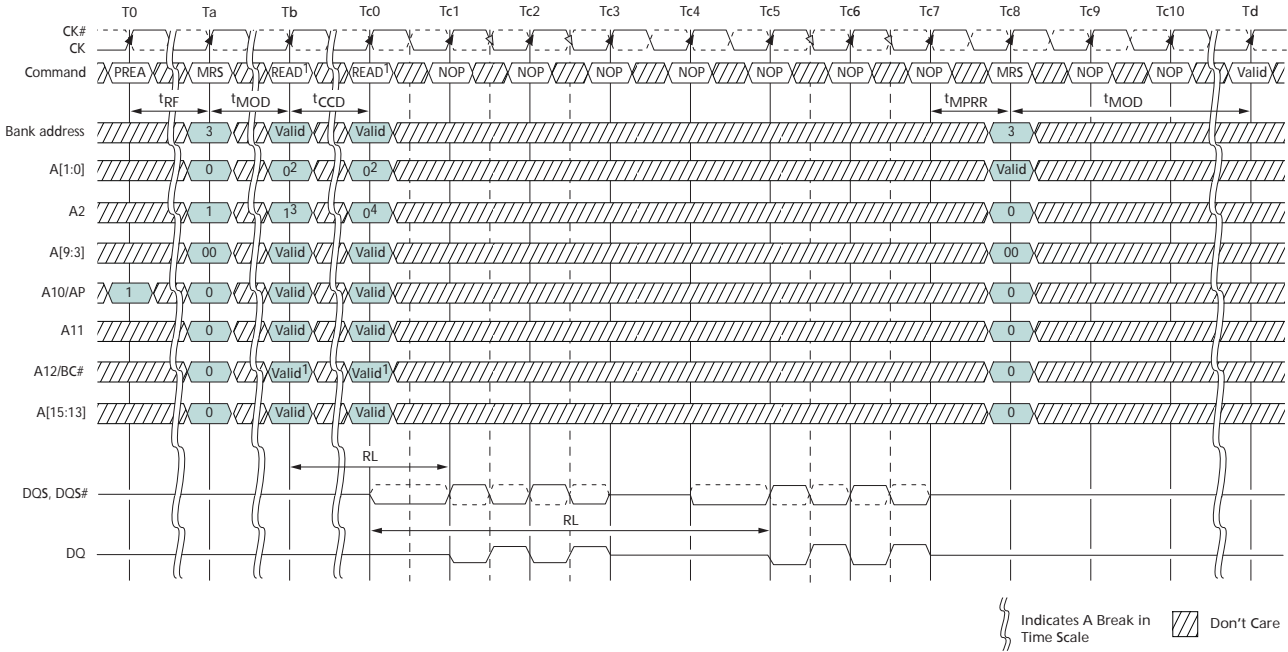 T0 Ta Tb Tc0 Tc1 Tc2 Tc3 Tc4 Tc5 Tc6 Tc7 Tc8 Tc9 Tc10 Td
CK#
CK
Command PREA MRS READ1 READ1 NOP NOP NOP NOP NOP NOP NOP MRS NOP NOP Valid
tRF tMOD tCCD tMPRR tMOD
Bank address 3 Valid Valid 3
A[1:0] 0 02 02 Valid
A2 1 13 04 0
A[9:3] 00 Valid Valid 00
A10/AP 1 0 Valid Valid 0
A11 0 Valid Valid 0
A12/BC# 0 Valid1 Valid1 0
A[15:13] 0 Valid Valid 0
RL
DQS, DQS#
RL
DQ
Indicates A Break in
Time Scale
Don't Care